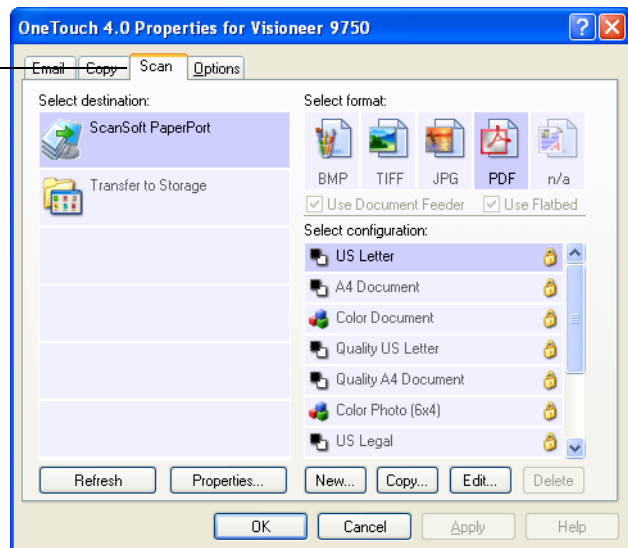 OneTouch 4.0 Properties for Visioneer 9750
Email Copy Scan Options
Select destination:
ScanSoft PaperPort
Transfer to Storage
Select format:
BMP TIFF JPG PDF n/a
Use Document Feeder Use Flatbed
Select configuration:
US Letter
A4 Document
Color Document
Quality US Letter
Quality A4 Document
Color Photo (6x4)
US Legal
Refresh Properties... New... Copy... Edit... Delete
OK Cancel Apply Help